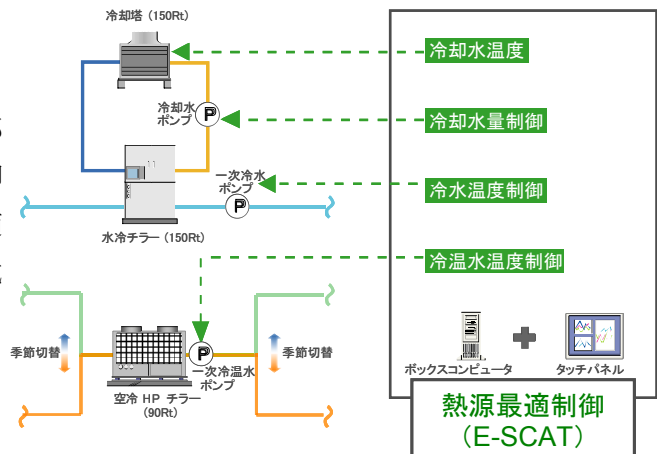 冷却塔 (150Rt)
冷却水温度
冷却水
ポンプ
P
冷却水量制御
一次冷水
ポンプ
P
冷水温度制御
水冷チラー (150Rt)
冷温水温度制御
季節切替
P
季節切替
一次冷温水
ポンプ
空冷 HP チラー
(90Rt)
ボックスコンピュータ
タッチパネル
熱源最適制御
(E-SCAT)